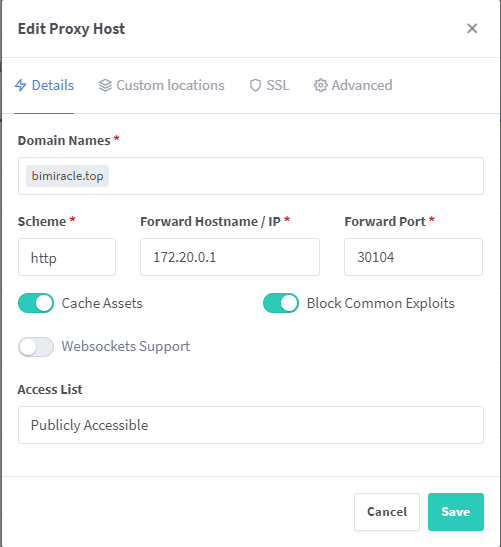 Edit Proxy Host
Details Custom locations SSL Advanced
Domain Names *
bimiracle.top
Scheme * Forward Hostname / IP * Forward Port *
http 172.20.0.1 30104
Cache Assets Block Common Exploits
Websockets Support
Access List
Publicly Accessible
Cancel Save